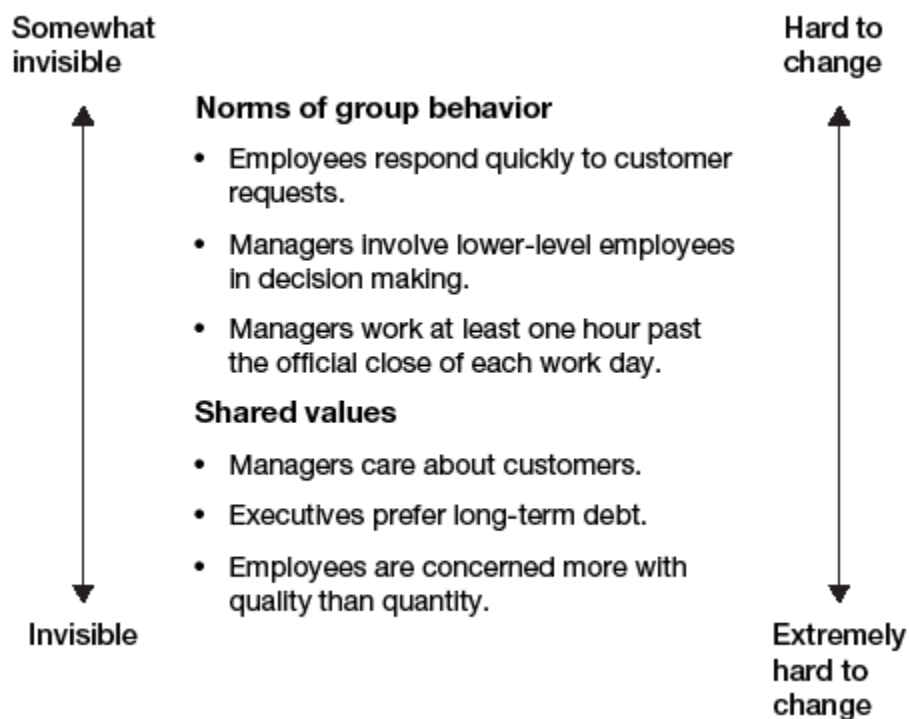 Somewhat
invisible
Hard to
change
Norms of group behavior
• Employees respond quickly to customer
requests.
• Managers involve lower-level employees
in decision making.
• Managers work at least one hour past
the official close of each work day.
Shared values
• Managers care about customers.
• Executives prefer long-term debt.
• Employees are concerned more with
quality than quantity.
Invisible
Extremely
hard to
change